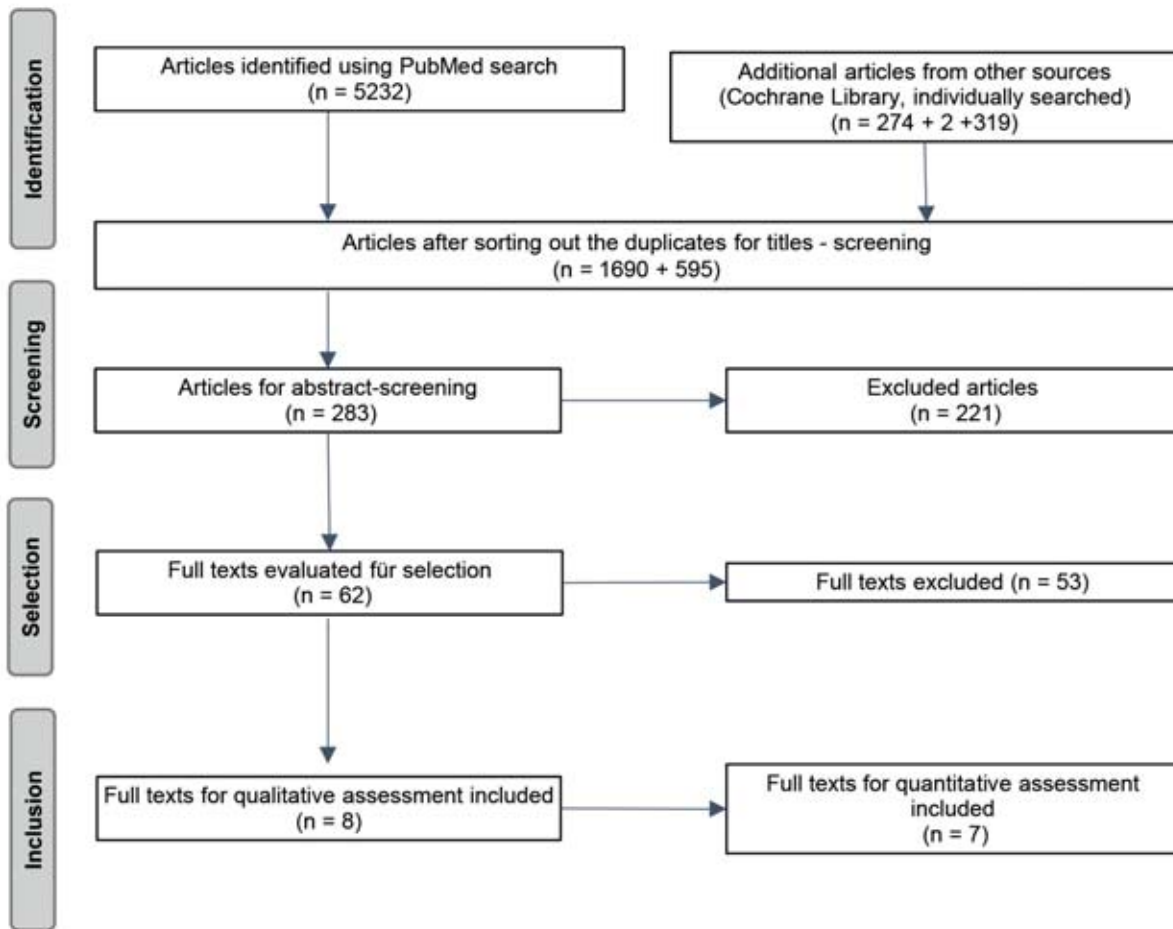 Identification
Articles identified using PubMed search
(n = 5232)
Additional articles from other sources
(Cochrane Library, individually searched)
(n = 274 + 2 +319)
Articles after sorting out the duplicates for titles - screening
(n = 1690 + 595)
Screening
Articles for abstract-screening
(n = 283)
Excluded articles
(n = 221)
Selection
Full texts evaluated für selection
(n = 62)
Full texts excluded (n = 53)
Inclusion
Full texts for qualitative assessment included
(n = 8)
Full texts for quantitative assessment
included
(n = 7)